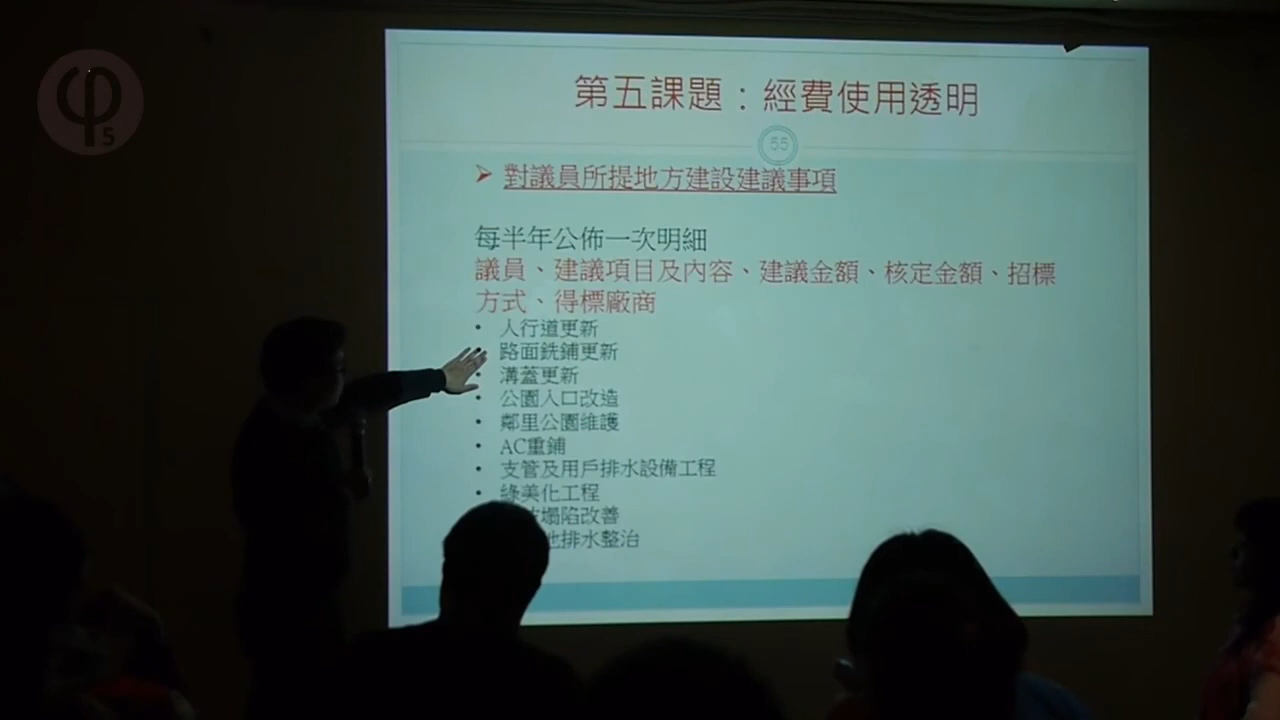 φ5
第五課題：經費使用透明
55
➢ 對議員所提地方建設建議事項
每半年公佈一次明細
議員、建議項目及內容、建議金額、核定金額、招標
方式、得標廠商
• 人行道更新
• 路面銑鋪更新
• 溝蓋更新
• 公園入口改造
• 鄰里公園維護
• AC重鋪
• 支管及用戶排水設備工程
• 綠美化工程
塌陷改善
地排水整治